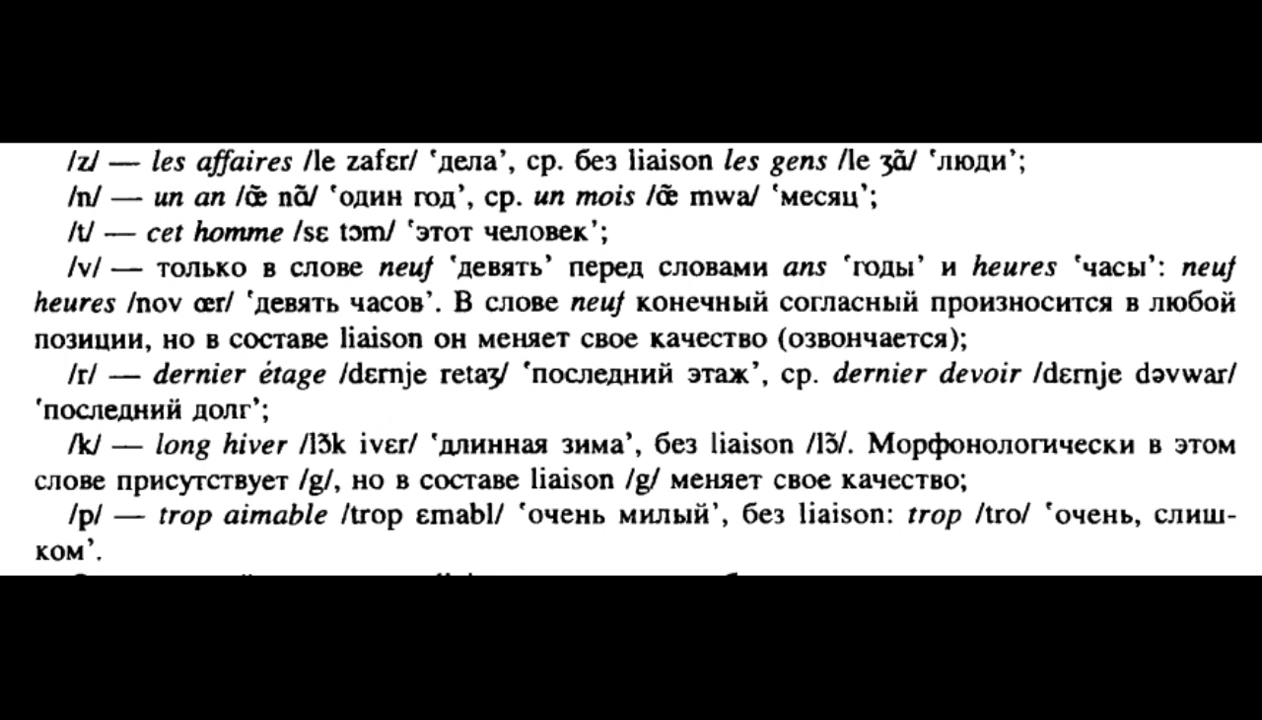 /z/ — les affaires /le zafɛr/ ‛дела’, ср. без liaison les gens /le ʒɑ̃/ ‛люди’;
/n/ — un an /œ̃ nɑ̃/ ‛один год’, ср. un mois /œ̃ mwa/ ‛месяц’;
/t/ — cet homme /sɛ tɔm/ ‛этот человек’;
/v/ — только в слове neuf ‛девять’ перед словами ans ‛годы’ и heures ‛часы’: neuf
heures /nov œr/ ‛девять часов’. В слове neuf конечный согласный произносится в любой
позиции, но в составе liaison он меняет свое качество (озвончается);
/r/ — dernier étage /dɛrnje retaʒ/ ‛последний этаж’, ср. dernier devoir /dɛrnje dəvwar/
‛последний долг’;
/k/ — long hiver /lɔ̃k ivɛr/ ‛длинная зима’, без liaison /lɔ̃/. Морфонологически в этом
слове присутствует /g/, но в составе liaison /g/ меняет свое качество;
/p/ — trop aimable /trop ɛmabl/ ‛очень милый’, без liaison: trop /tro/ ‛очень, слиш-
ком’.